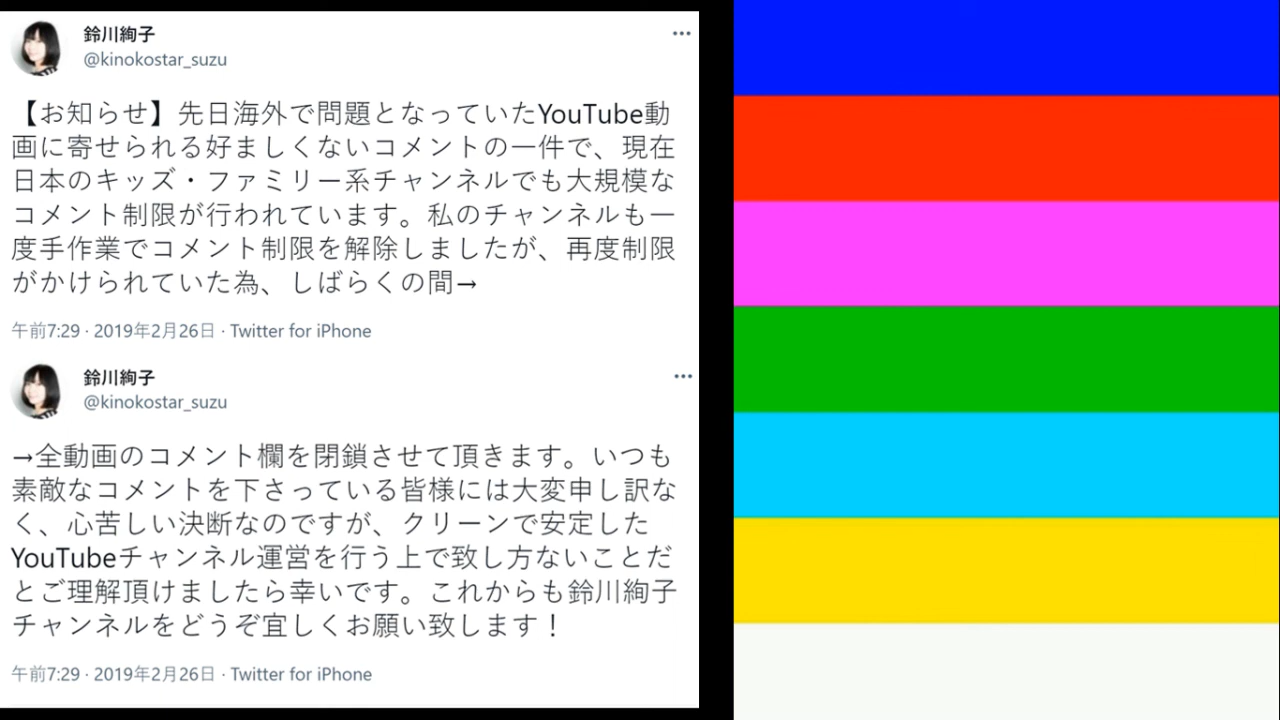 鈴川絢子
@kinokostar_suzu
【お知らせ】先日海外で問題となっていたYouTube動
画に寄せられる好ましくないコメントの一件で、現在
日本のキッズ・ファミリー系チャンネルでも大規模な
コメント制限が行われています。私のチャンネルも一
度手作業でコメント制限を解除しましたが、再度制限
がかけられていた為、しばらくの間→
午前7:29 · 2019年2月26日 · Twitter for iPhone
鈴川絢子
@kinokostar_suzu
→全動画のコメント欄を閉鎖させて頂きます。いつも
素敵なコメントを下さっている皆様には大変申し訳な
く、心苦しい決断なのですが、クリーンで安定した
YouTubeチャンネル運営を行う上で致し方ないことだ
とご理解頂けましたら幸いです。これからも鈴川絢子
チャンネルをどうぞ宜しくお願い致します！
午前7:29 · 2019年2月26日 · Twitter for iPhone